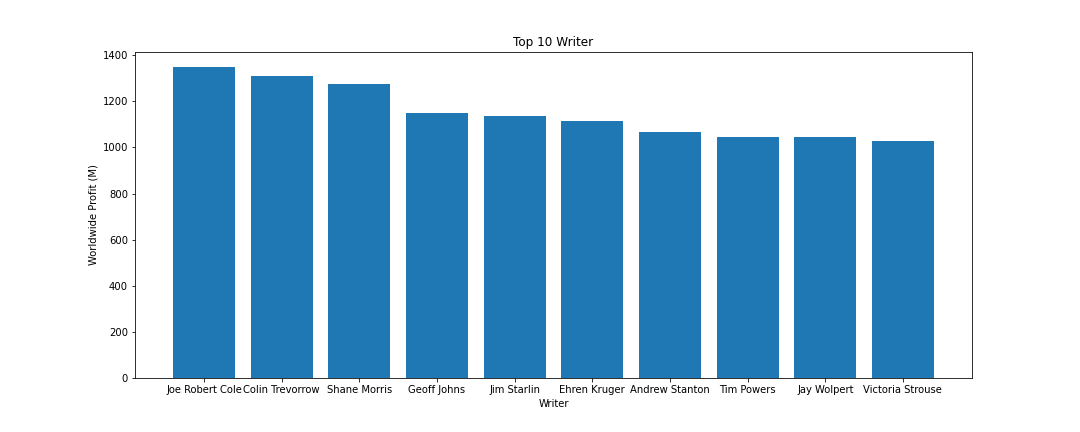 Top 10 Writer
Worldwide Profit (M)
1400
1200
1000
800
600
400
200
0
Joe Robert Cole Colin Trevorrow Shane Morris Geoff Johns Jim Starlin Ehren Kruger Andrew Stanton Tim Powers Jay Wolpert Victoria Strouse
Writer